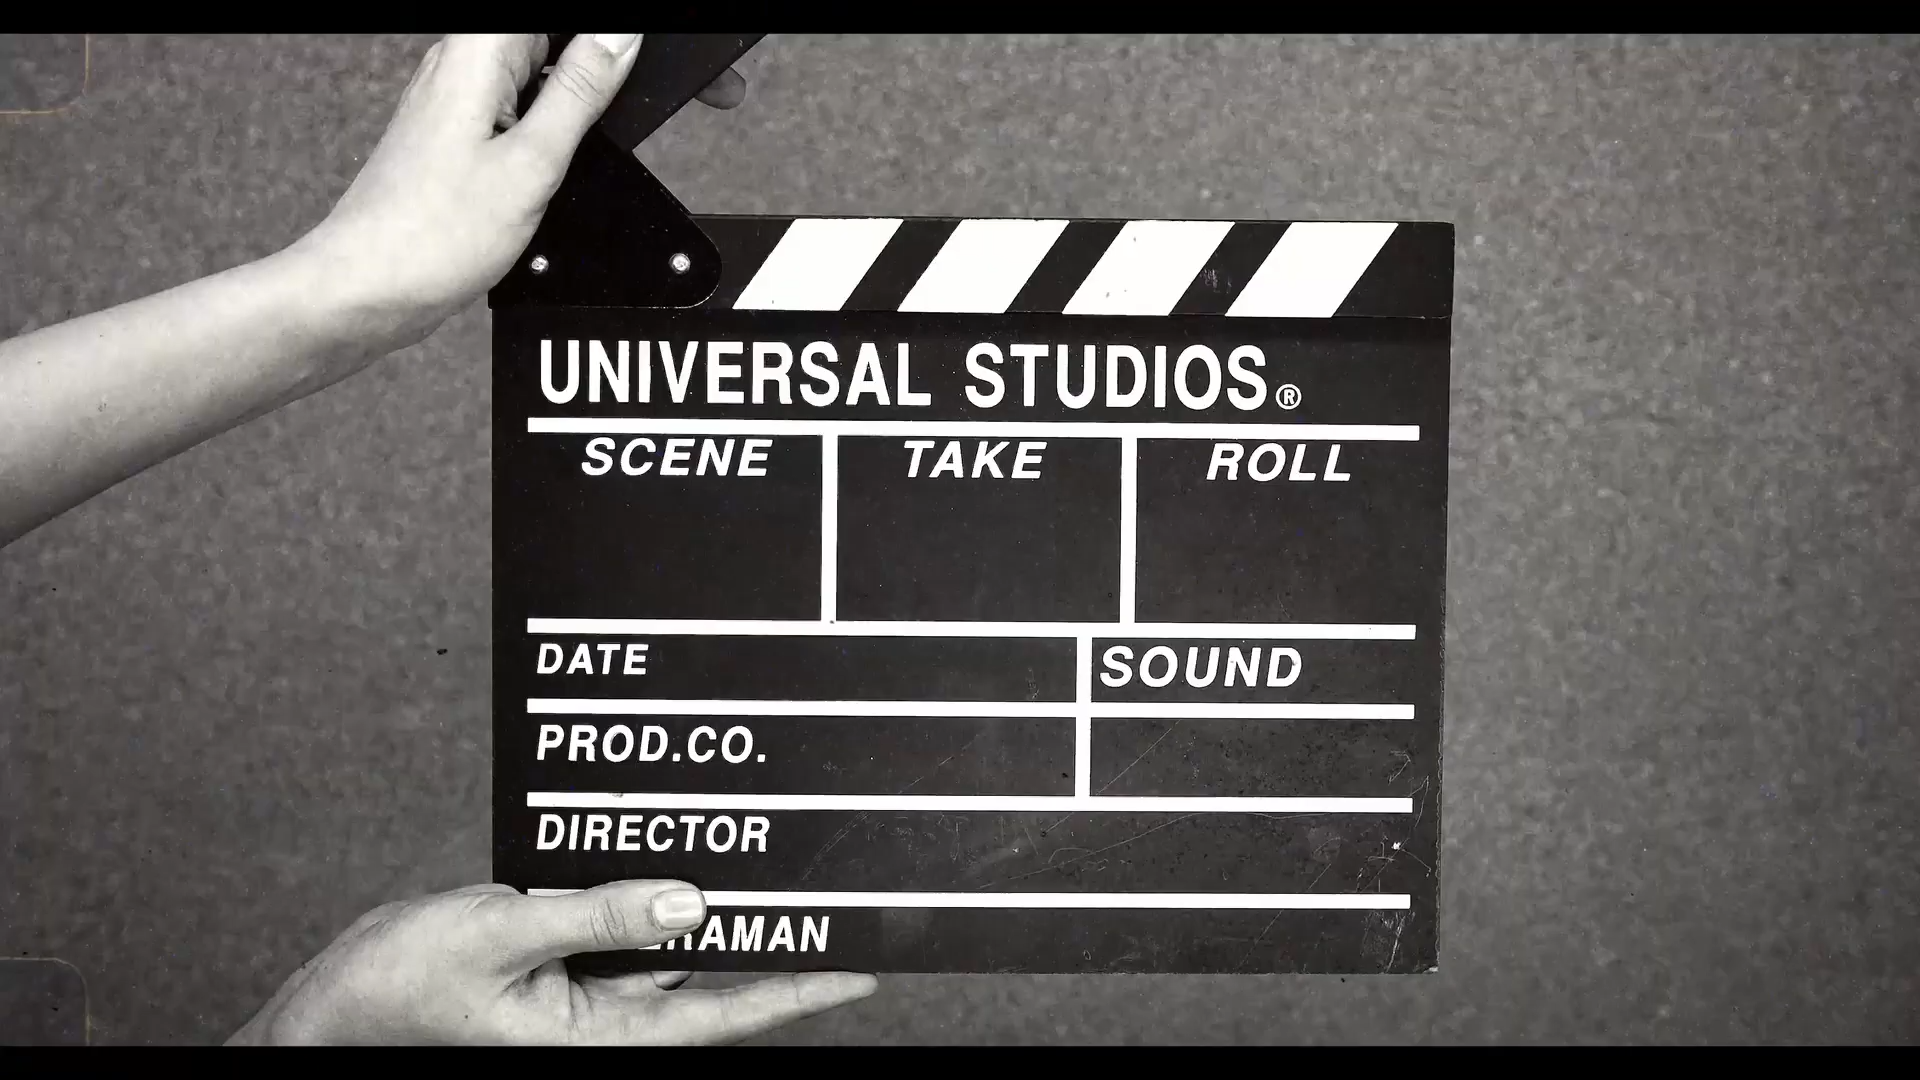 UNIVERSAL STUDIOS®
SCENE TAKE ROLL
DATE SOUND
PROD.CO.
DIRECTOR